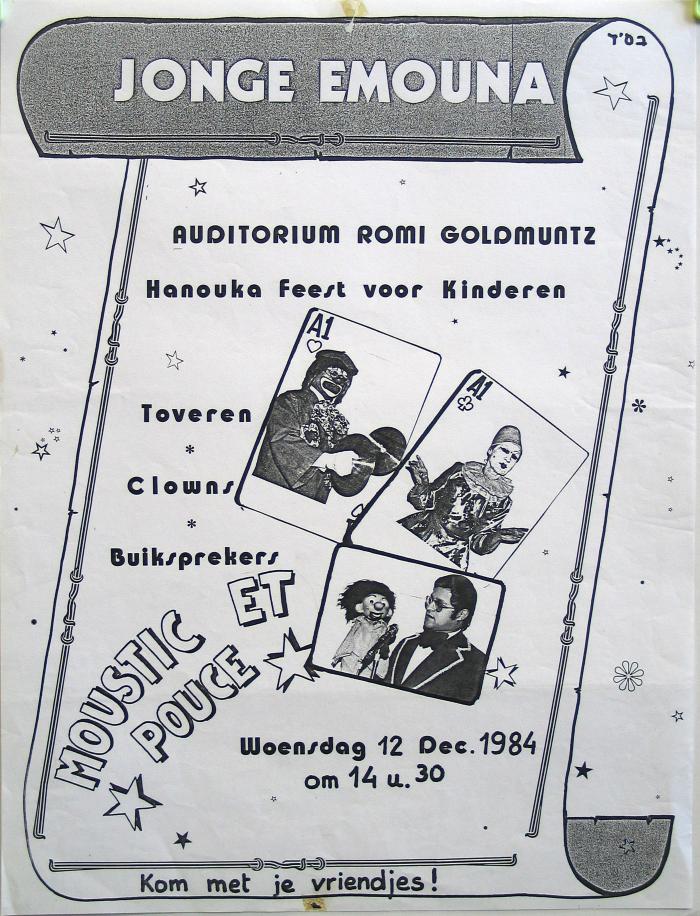 בס״ד
JONGE EMOUNA
AUDITORIUM ROMI GOLDMUNTZ
Hanouka Feest voor Kinderen
A1
A1
Toveren
*
Clowns
*
Buiksprekers
MOUSTIC ET
POUCE
Woensdag 12 Dec. 1984
om 14 u. 30
Kom met je vriendjes!